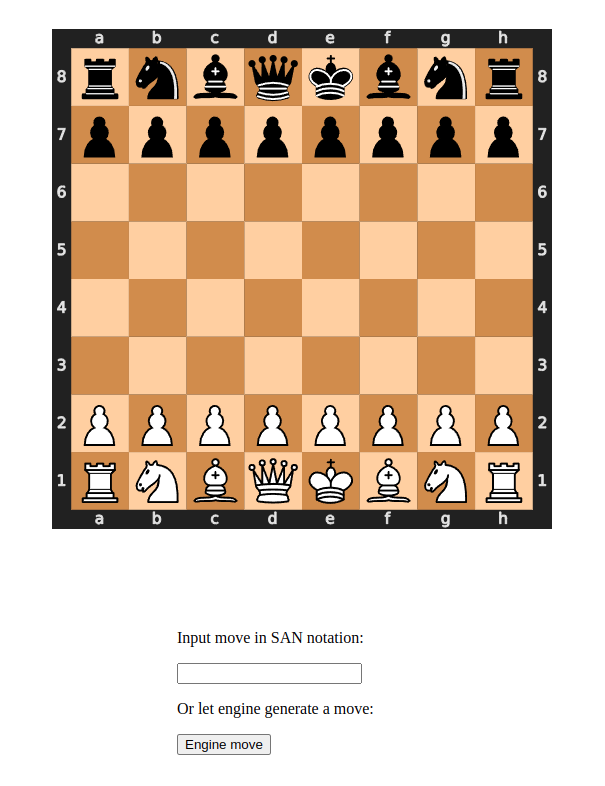 a b c d e f g h
8 8
7 7
6 6
5 5
4 4
3 3
2 2
1 1
a b c d e f g h
Input move in SAN notation:
Or let engine generate a move:
Engine move